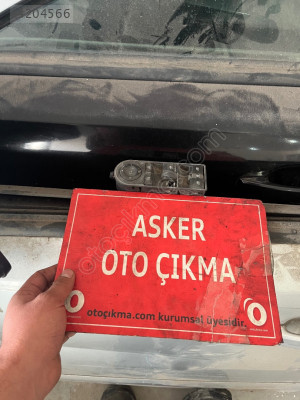 204566
ASKER
OTO ÇIKMA
otoçıkma.com kurumsal üyesidir.